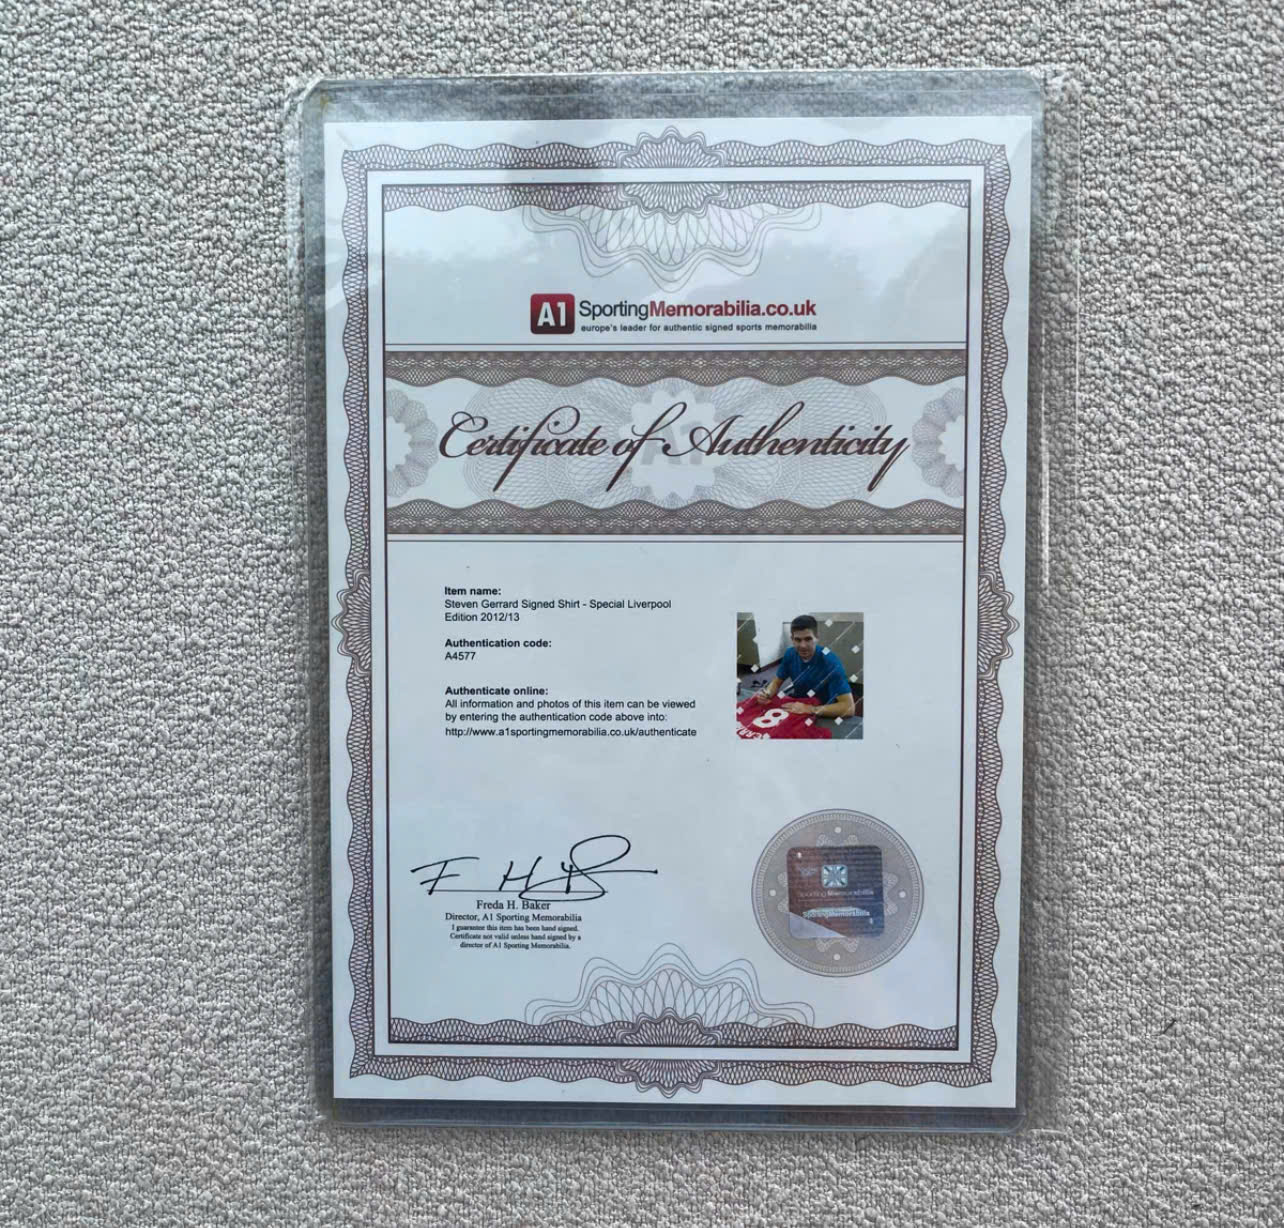 A1 SportingMemorabilia.co.uk
europe's leader for authentic signed sports memorabilia
Certificate of Authenticity
Item name:
Steven Gerrard Signed Shirt - Special Liverpool
Edition 2012/13
Authentication code:
A4577
Authenticate online:
All information and photos of this item can be viewed
by entering the authentication code above into:
http://www.a1sportingmemorabilia.co.uk/authenticate
8
F H B
Freda H. Baker
Director, A1 Sporting Memorabilia
I guarantee this item has been hand signed.
Certificate not valid unless hand signed by a
director of A1 Sporting Memorabilia.
Sporting Memorabilia
SportingMemorabilia